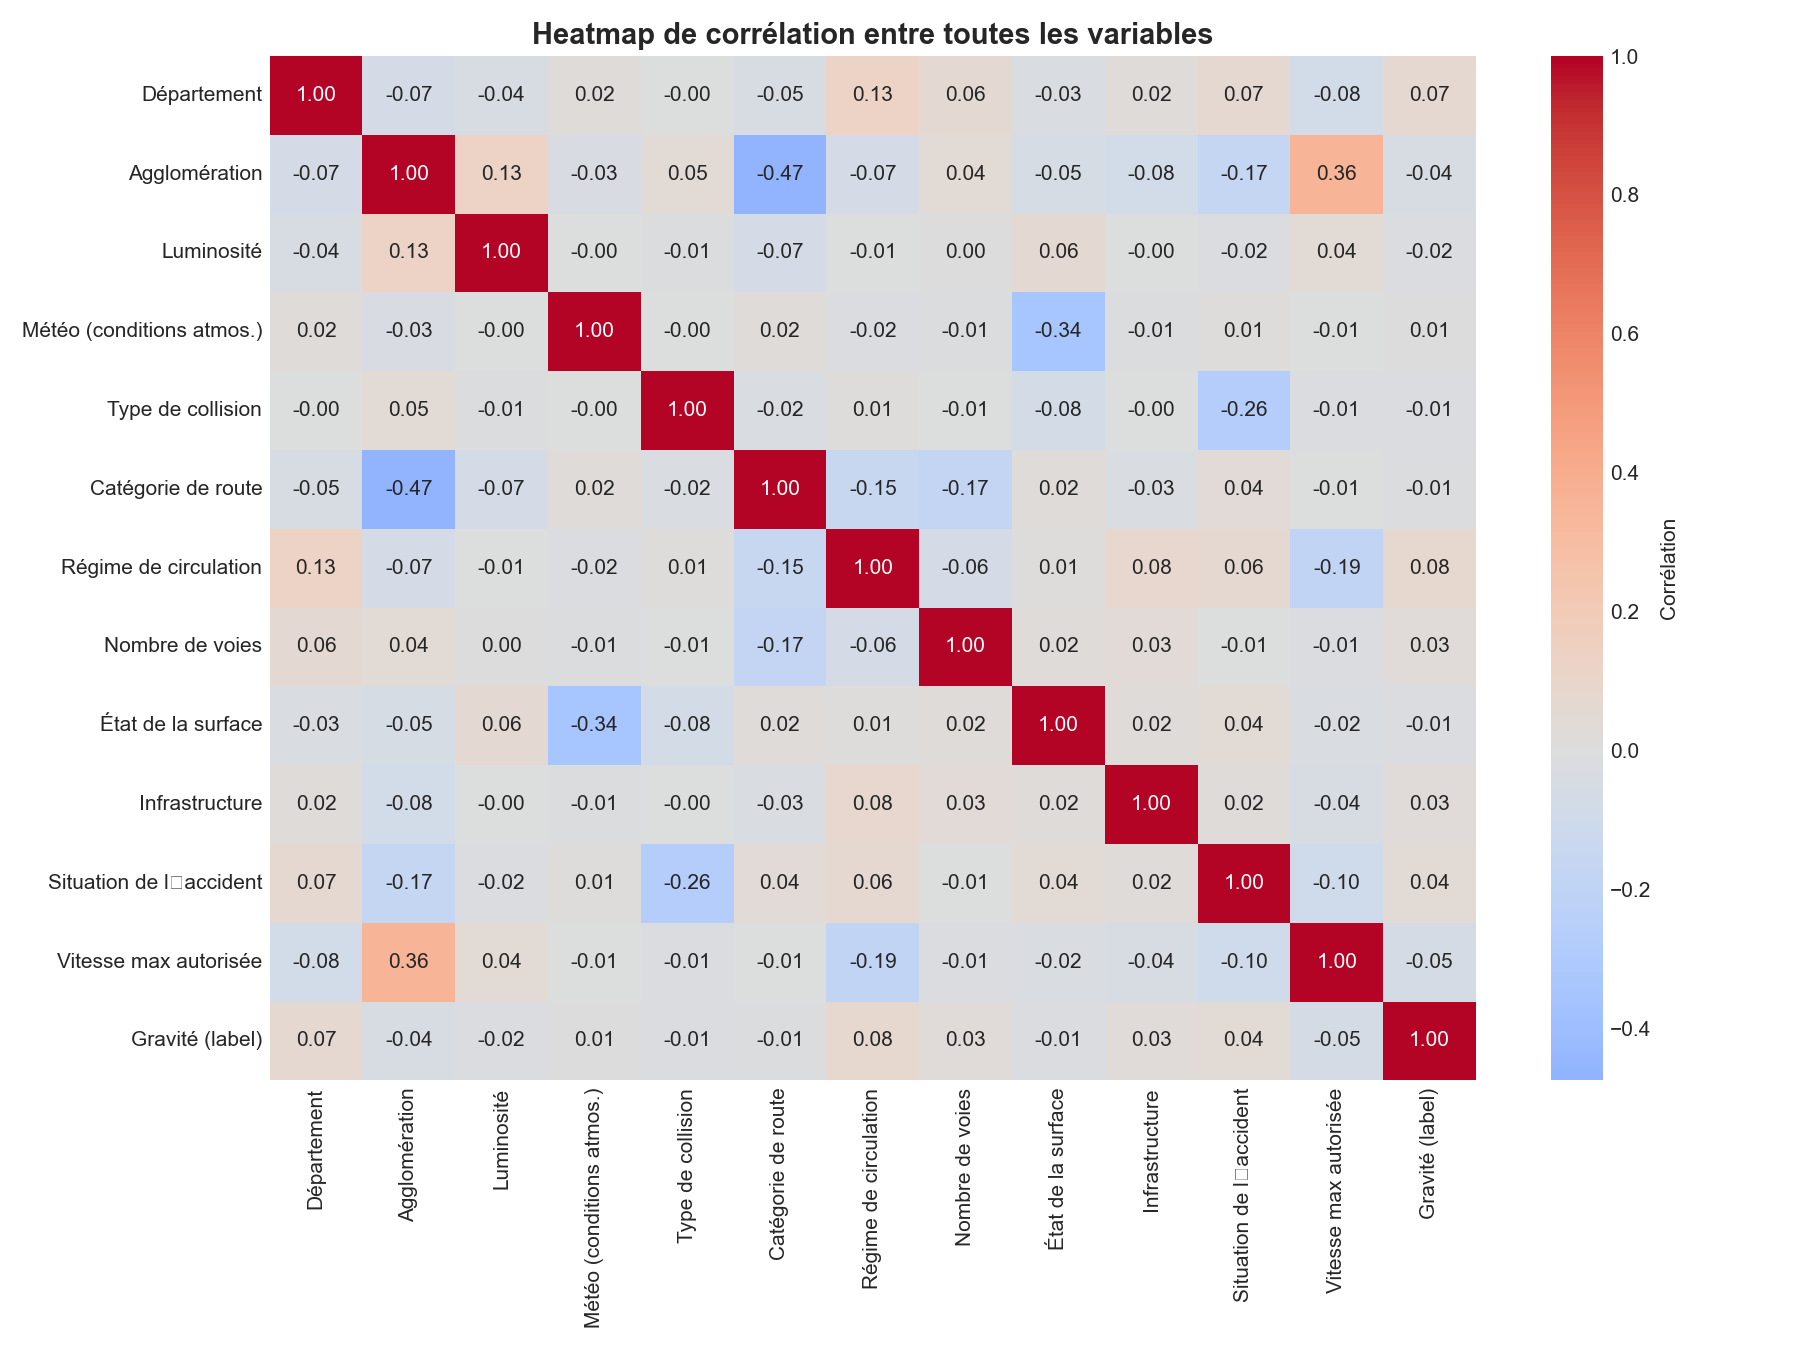 Heatmap de corrélation entre toutes les variables
Département 1.00 -0.07 -0.04 0.02 -0.00 -0.05 0.13 0.06 -0.03 0.02 0.07 -0.08 0.07
Agglomération -0.07 1.00 0.13 -0.03 0.05 -0.47 -0.07 0.04 -0.05 -0.08 -0.17 0.36 -0.04
Luminosité -0.04 0.13 1.00 -0.00 -0.01 -0.07 -0.01 0.00 0.06 -0.00 -0.02 0.04 -0.02
Météo (conditions atmos.) 0.02 -0.03 -0.00 1.00 -0.00 0.02 -0.02 -0.01 -0.34 -0.01 0.01 -0.01 0.01
Type de collision -0.00 0.05 -0.01 -0.00 1.00 -0.02 0.01 -0.01 -0.08 -0.00 -0.26 -0.01 -0.01
Catégorie de route -0.05 -0.47 -0.07 0.02 -0.02 1.00 -0.15 -0.17 0.02 -0.03 0.04 -0.01 -0.01
Régime de circulation 0.13 -0.07 -0.01 -0.02 0.01 -0.15 1.00 -0.06 0.01 0.08 0.06 -0.19 0.08
Nombre de voies 0.06 0.04 0.00 -0.01 -0.01 -0.17 -0.06 1.00 0.02 0.03 -0.01 -0.01 0.03
État de la surface -0.03 -0.05 0.06 -0.34 -0.08 0.02 0.01 0.02 1.00 0.02 0.04 -0.02 -0.01
Infrastructure 0.02 -0.08 -0.00 -0.01 -0.00 -0.03 0.08 0.03 0.02 1.00 0.02 -0.04 0.03
Situation de l□accident 0.07 -0.17 -0.02 0.01 -0.26 0.04 0.06 -0.01 0.04 0.02 1.00 -0.10 0.04
Vitesse max autorisée -0.08 0.36 0.04 -0.01 -0.01 -0.01 -0.19 -0.01 -0.02 -0.04 -0.10 1.00 -0.05
Gravité (label) 0.07 -0.04 -0.02 0.01 -0.01 -0.01 0.08 0.03 -0.01 0.03 0.04 -0.05 1.00
Département
Agglomération
Luminosité
Météo (conditions atmos.)
Type de collision
Catégorie de route
Régime de circulation
Nombre de voies
État de la surface
Infrastructure
Situation de l□accident
Vitesse max autorisée
Gravité (label)
1.0
0.8
0.6
0.4
0.2
0.0
−0.2
−0.4
Corrélation